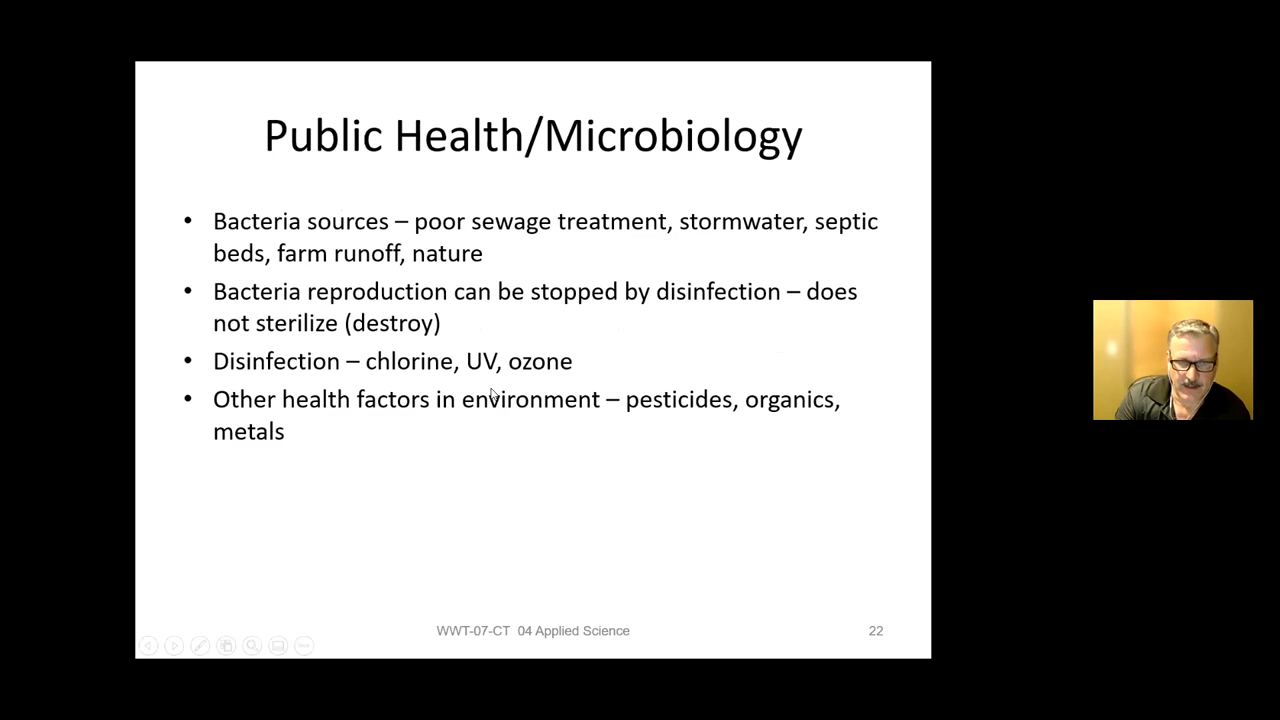 Public Health/Microbiology
• Bacteria sources – poor sewage treatment, stormwater, septic
beds, farm runoff, nature
• Bacteria reproduction can be stopped by disinfection – does
not sterilize (destroy)
• Disinfection – chlorine, UV, ozone
• Other health factors in environment – pesticides, organics,
metals
WWT-07-CT 04 Applied Science
22